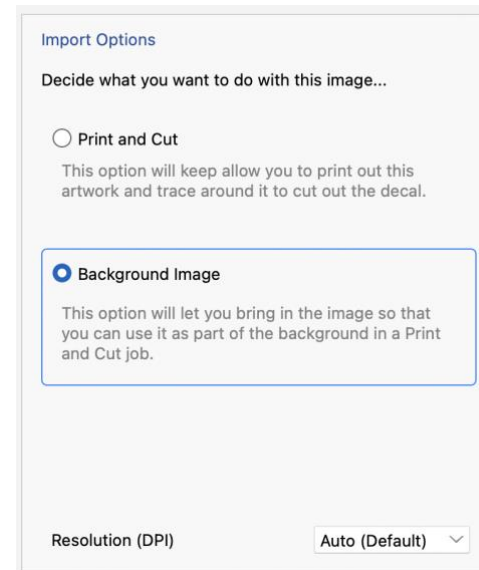 Import Options
Decide what you want to do with this image...
Print and Cut
This option will keep allow you to print out this
artwork and trace around it to cut out the decal.
Background Image
This option will let you bring in the image so that
you can use it as part of the background in a Print
and Cut job.
Resolution (DPI) Auto (Default)